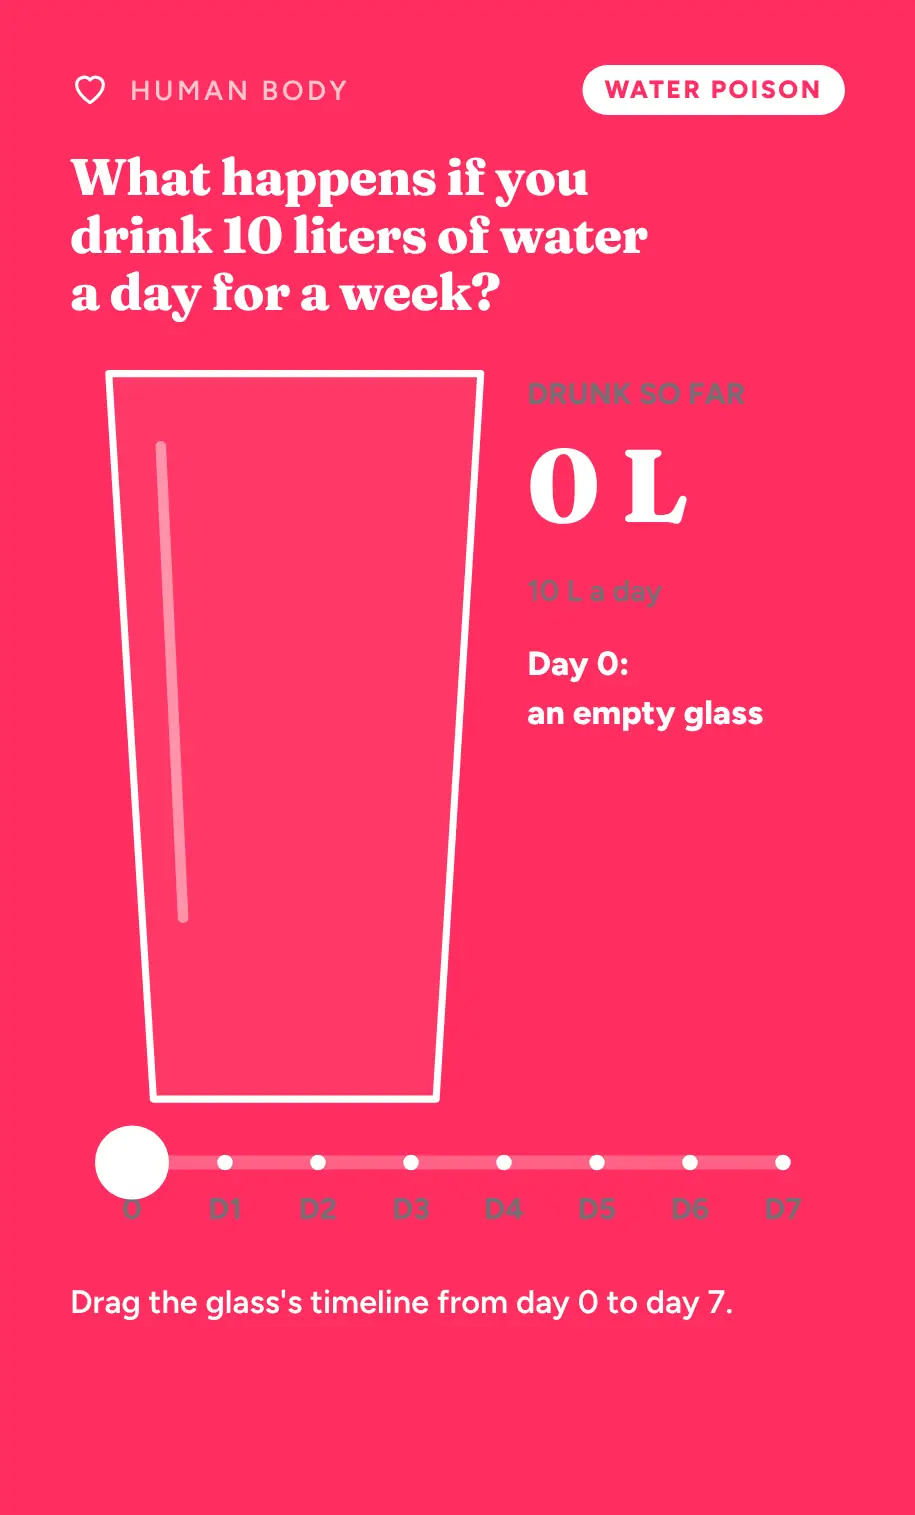 HUMAN BODY
WATER POISON
What happens if you
drink 10 liters of water
a day for a week?
DRUNK SO FAR
0 L
10 L a day
Day 0:
an empty glass
0 D1 D2 D3 D4 D5 D6 D7
Drag the glass's timeline from day 0 to day 7.